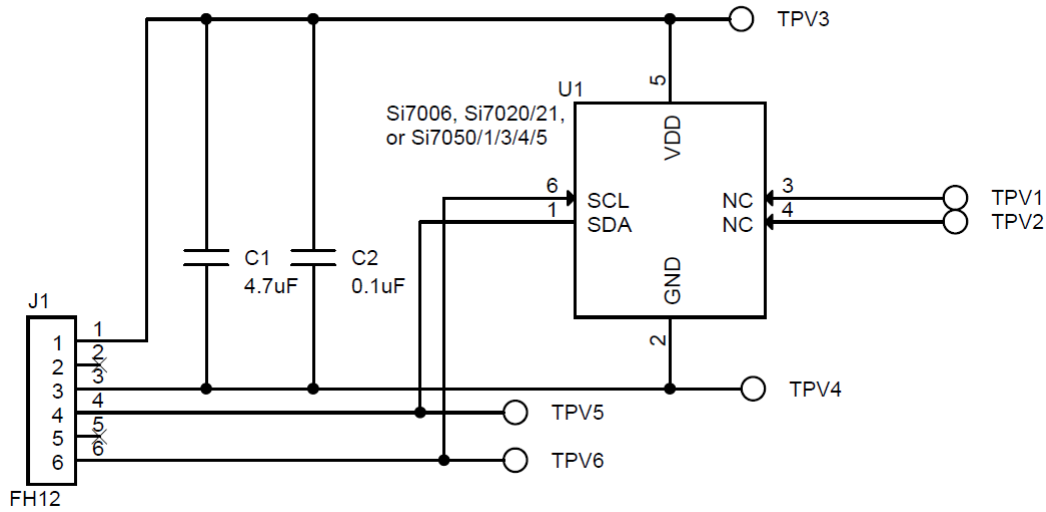 TPV3
5
U1
Si7006, Si7020/21,
or Si7050/1/3/4/5
VDD
6
SCL
1
SDA
NC
3
TPV1
NC
4
TPV2
C1
4.7uF
C2
0.1uF
GND
2
J1
1 1
2 2
3 3
4 4
5 5
6 6
TPV4
TPV5
TPV6
FH12